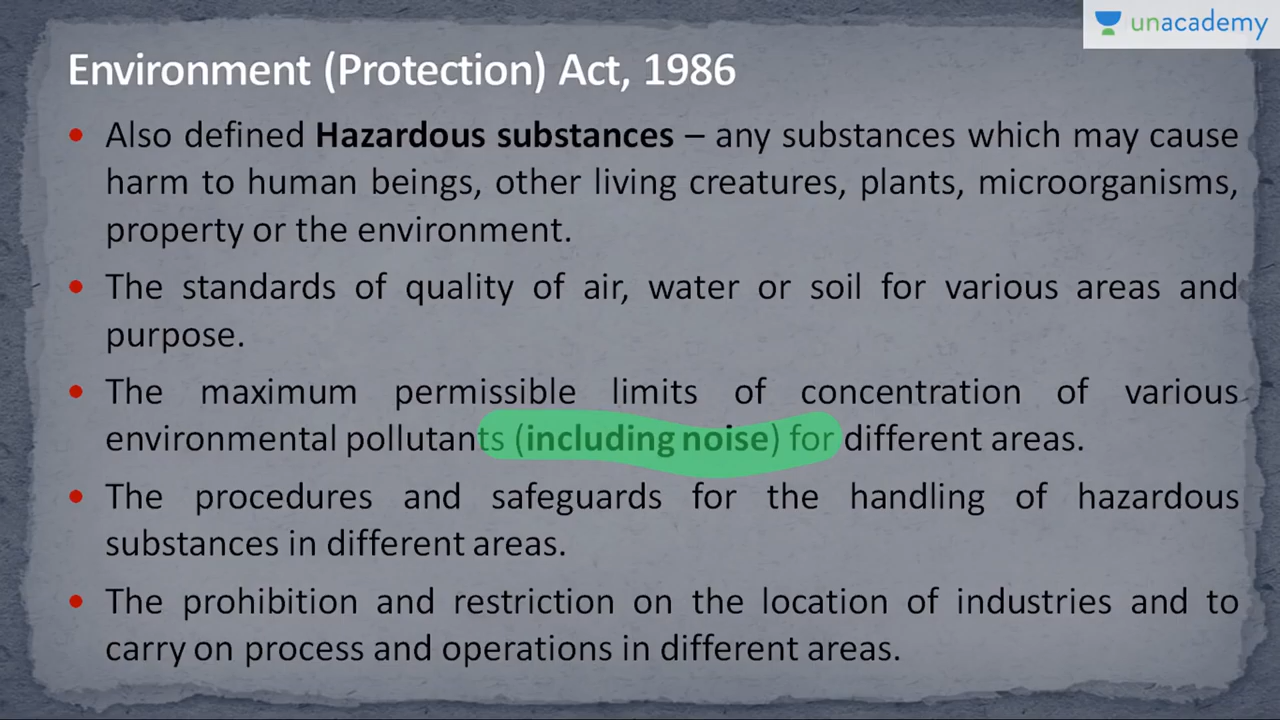 unacademy
Environment (Protection) Act, 1986
• Also defined Hazardous substances – any substances which may cause
harm to human beings, other living creatures, plants, microorganisms,
property or the environment.
• The standards of quality of air, water or soil for various areas and
purpose.
• The maximum permissible limits of concentration of various
environmental pollutants (including noise) for different areas.
• The procedures and safeguards for the handling of hazardous
substances in different areas.
• The prohibition and restriction on the location of industries and to
carry on process and operations in different areas.